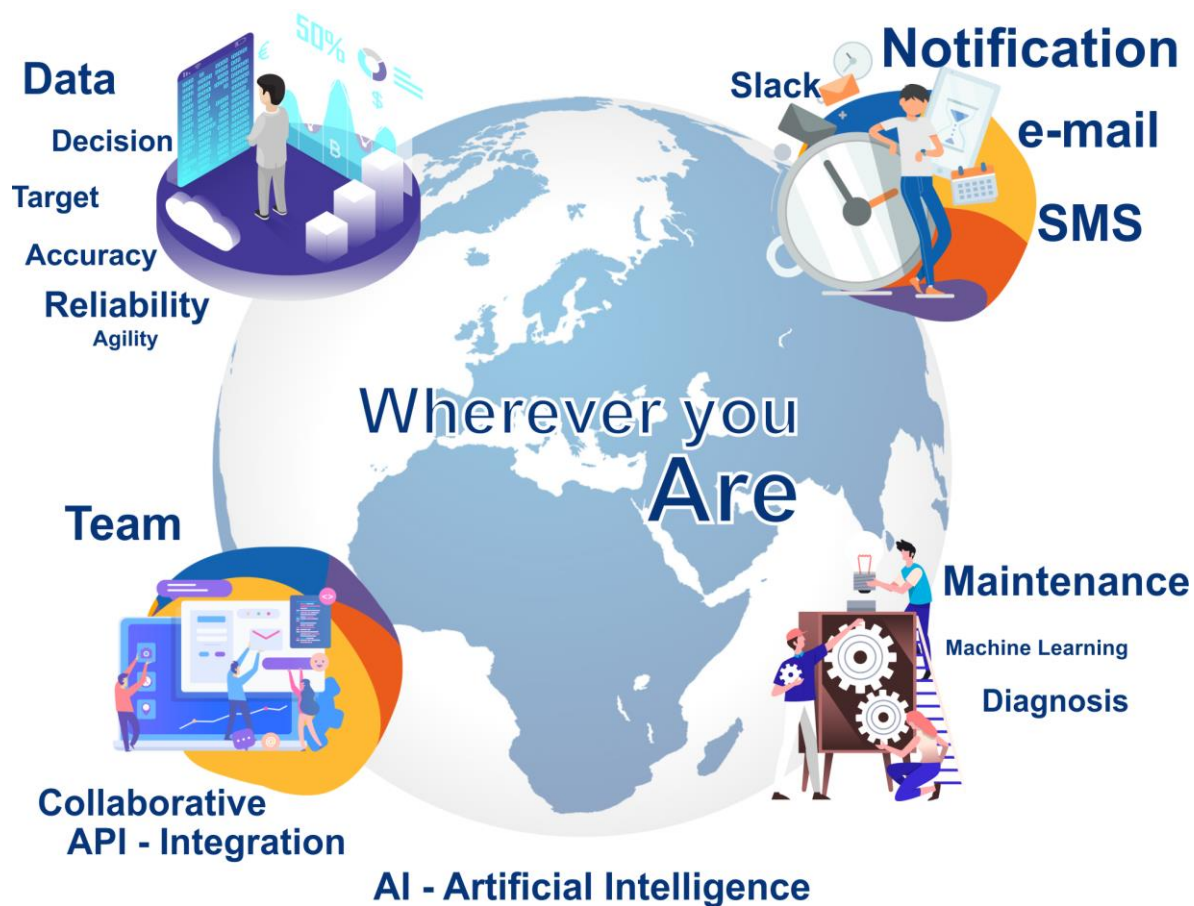 Data
Decision
Target
Accuracy
Reliability
Agility
50%
€
$
B
Notification
Slack
e-mail
SMS
Wherever you
Are
Team
Collaborative
API - Integration
Maintenance
Machine Learning
Diagnosis
AI - Artificial Intelligence